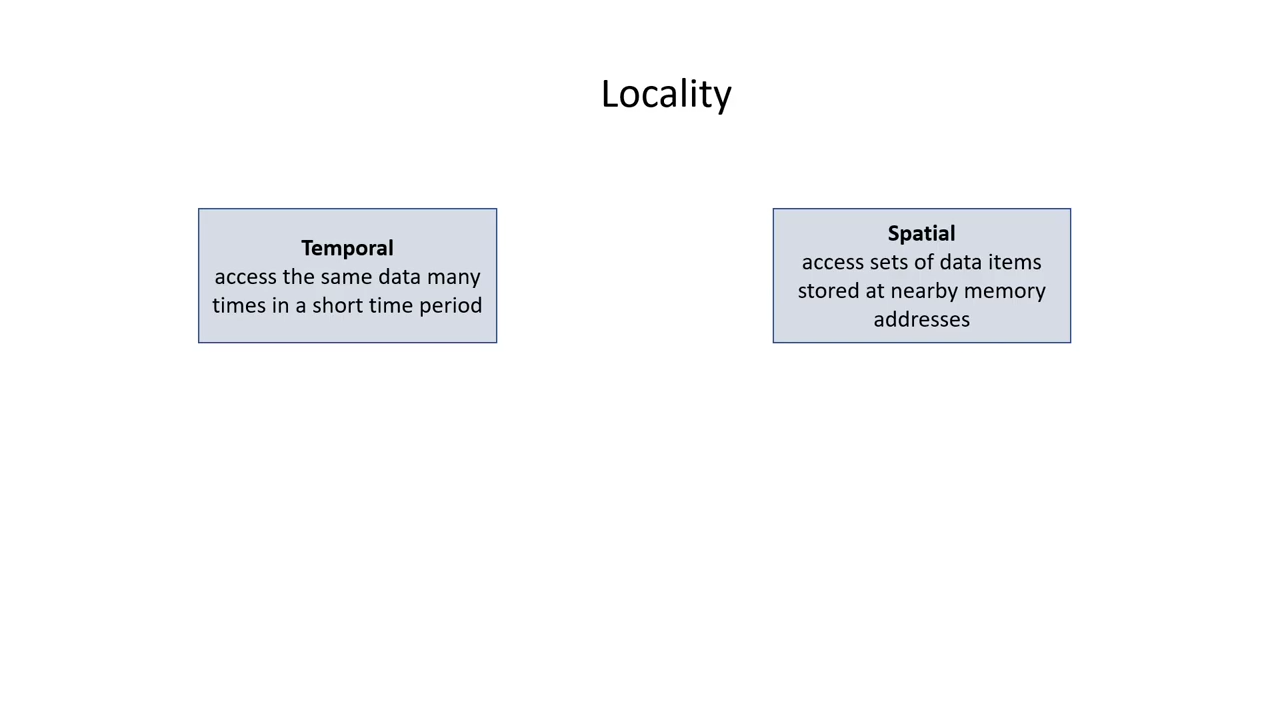 Locality
Temporal
access the same data many
times in a short time period
Spatial
access sets of data items
stored at nearby memory
addresses